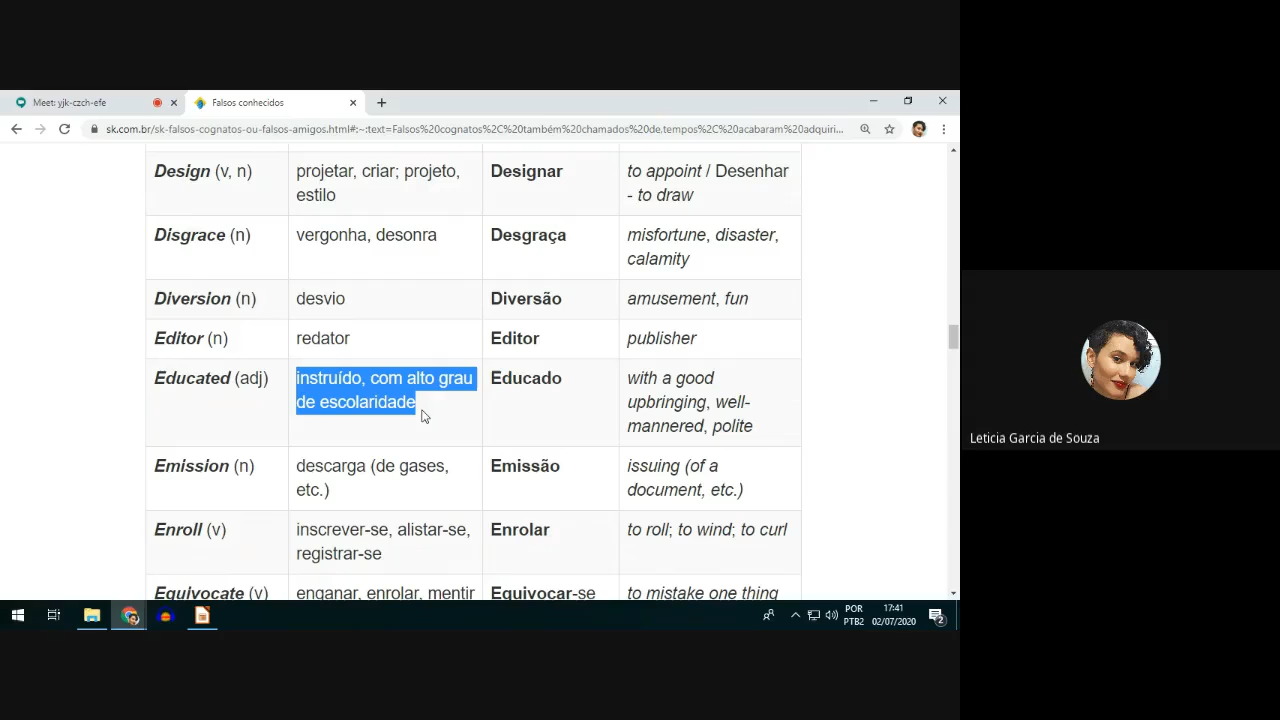 Meet: yjk-czch-efe
Falsos conhecidos
sk.com.br/sk-falsos-cognatos-ou-falsos-amigos.html#:~:text=Falsos%20cognatos%2C%20também%20chamados%20de,tempos%2C%20acabaram%20adquiri...
Design (v, n) projetar, criar; projeto, Designar to appoint / Desenhar
estilo - to draw
Disgrace (n) vergonha, desonra Desgraça misfortune, disaster,
calamity
Diversion (n) desvio Diversão amusement, fun
Editor (n) redator Editor publisher
Educated (adj) instruído, com alto grau Educado with a good
de escolaridade upbringing, well-
mannered, polite
Emission (n) descarga (de gases, Emissão issuing (of a
etc.) document, etc.)
Enroll (v) inscrever-se, alistar-se, Enrolar to roll; to wind; to curl
registrar-se
Equivocate (v) enganar, enrolar, mentir Equivocar-se to mistake one thing
Leticia Garcia de Souza
POR 17:41
PTB2 02/07/2020 2